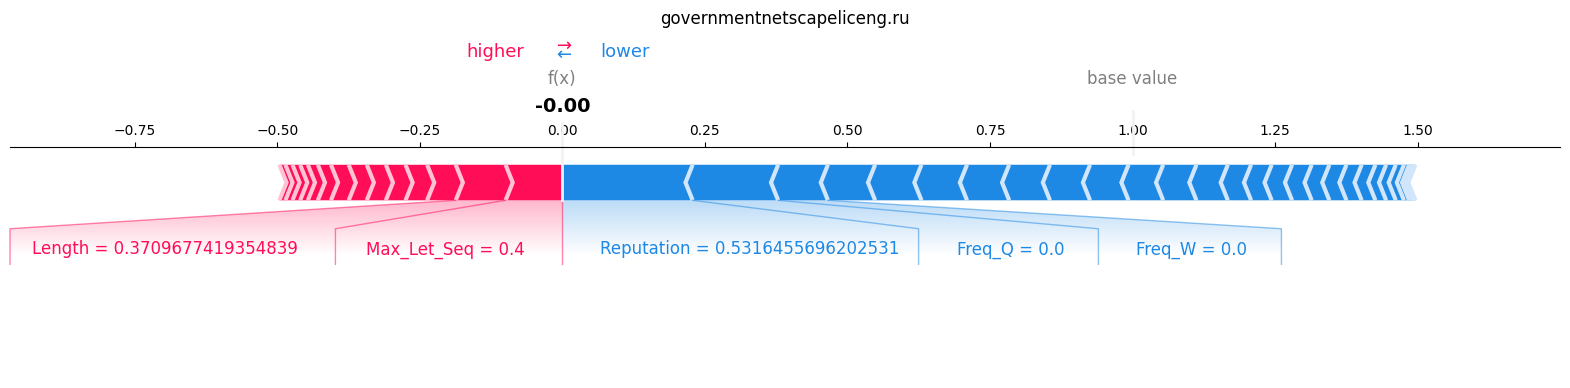 governmentnetscapeliceng.ru
higher ⇄ lower
f(x) base value
-0.00
−0.75 −0.50 −0.25 0.00 0.25 0.50 0.75 1.00 1.25 1.50
Length = 0.3709677419354839 Max_Let_Seq = 0.4 Reputation = 0.5316455696202531 Freq_Q = 0.0 Freq_W = 0.0